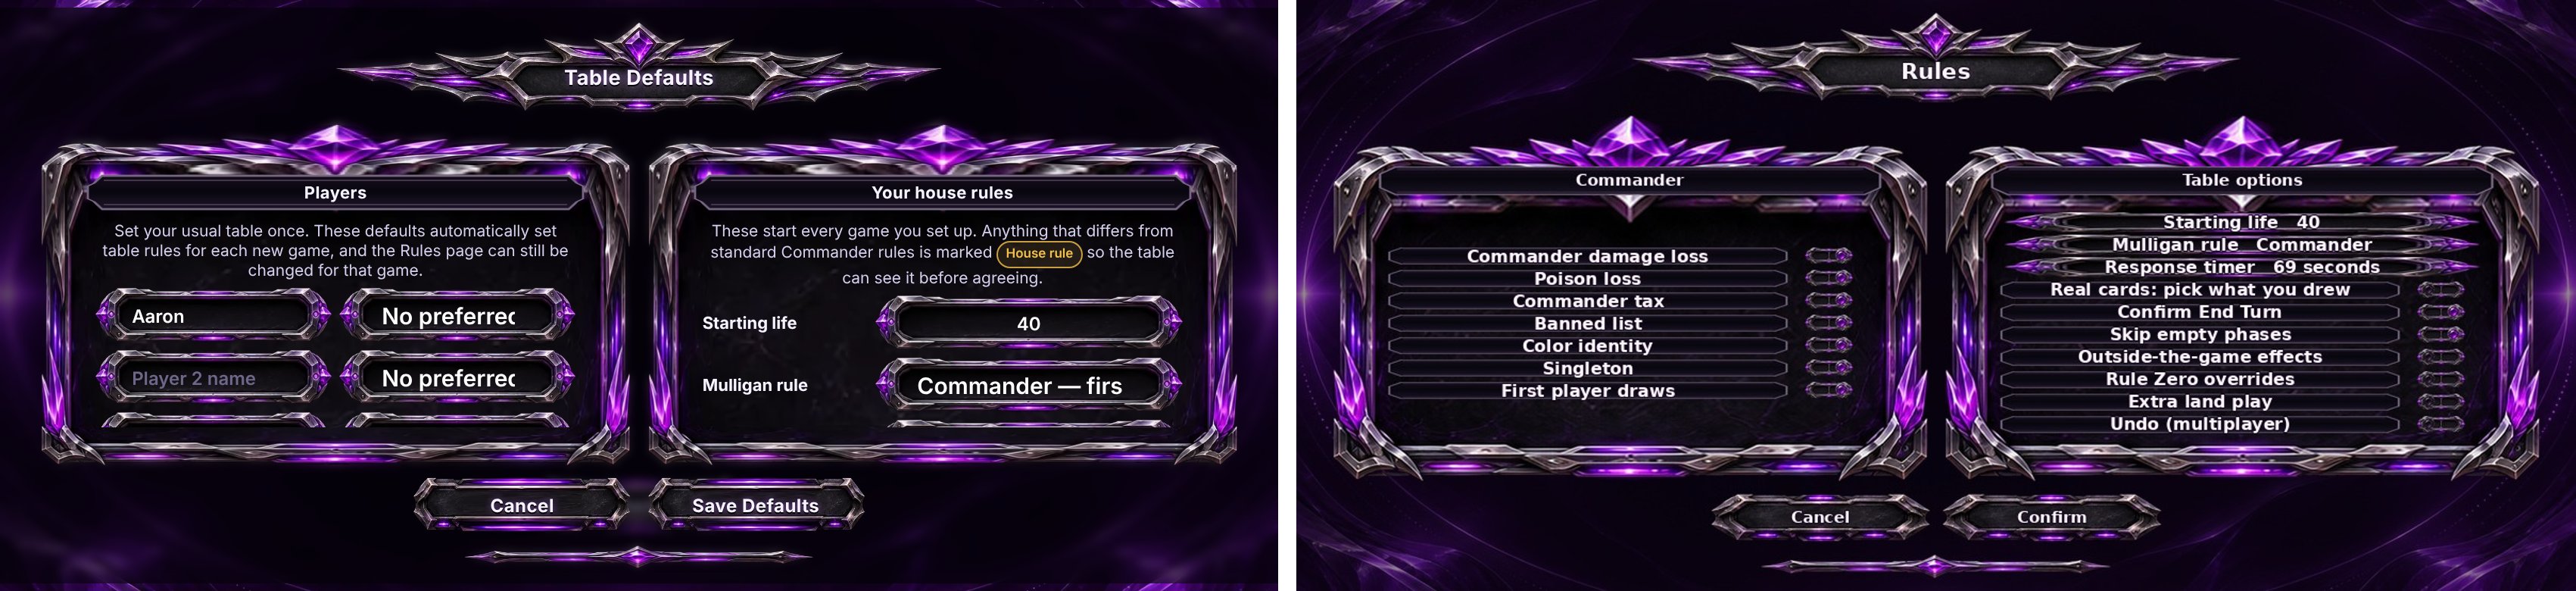 Table Defaults
Players
Set your usual table once. These defaults automatically set
table rules for each new game, and the Rules page can still be
changed for that game.
Aaron
No preferred
Player 2 name
No preferred
Your house rules
These start every game you set up. Anything that differs from
standard Commander rules is marked House rule so the table
can see it before agreeing.
Starting life
40
Mulligan rule
Commander — firs
Cancel
Save Defaults
Rules
Commander
Commander damage loss
Poison loss
Commander tax
Banned list
Color identity
Singleton
First player draws
Table options
Starting life 40
Mulligan rule Commander
Response timer 69 seconds
Real cards: pick what you drew
Confirm End Turn
Skip empty phases
Outside-the-game effects
Rule Zero overrides
Extra land play
Undo (multiplayer)
Cancel
Confirm